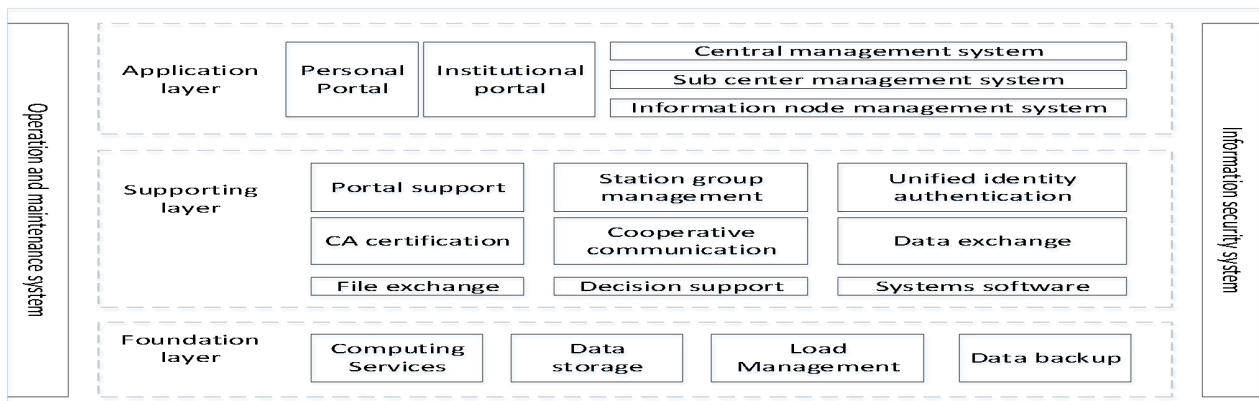 Operation and maintenance system
Application
layer
Personal
Portal
Institutional
portal
Central management system
Sub center management system
Information node management system
Supporting
layer
Portal support
Station group
management
Unified identity
authentication
CA certification
Cooperative
communication
Data exchange
File exchange
Decision support
Systems software
Foundation
layer
Computing
Services
Data
storage
Load
Management
Data backup
Information security system